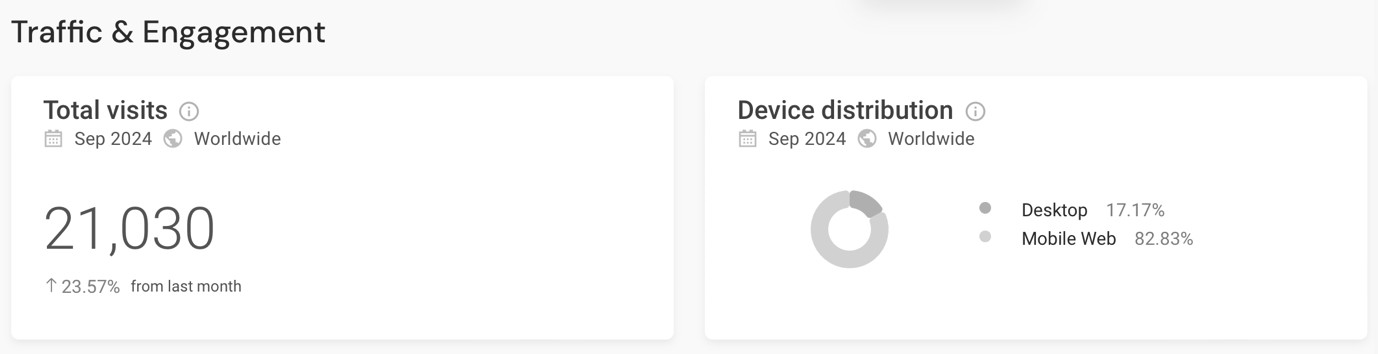 Traffic & Engagement
Total visits
Sep 2024 Worldwide
21,030
↑ 23.57% from last month
Device distribution
Sep 2024 Worldwide
Desktop 17.17%
Mobile Web 82.83%